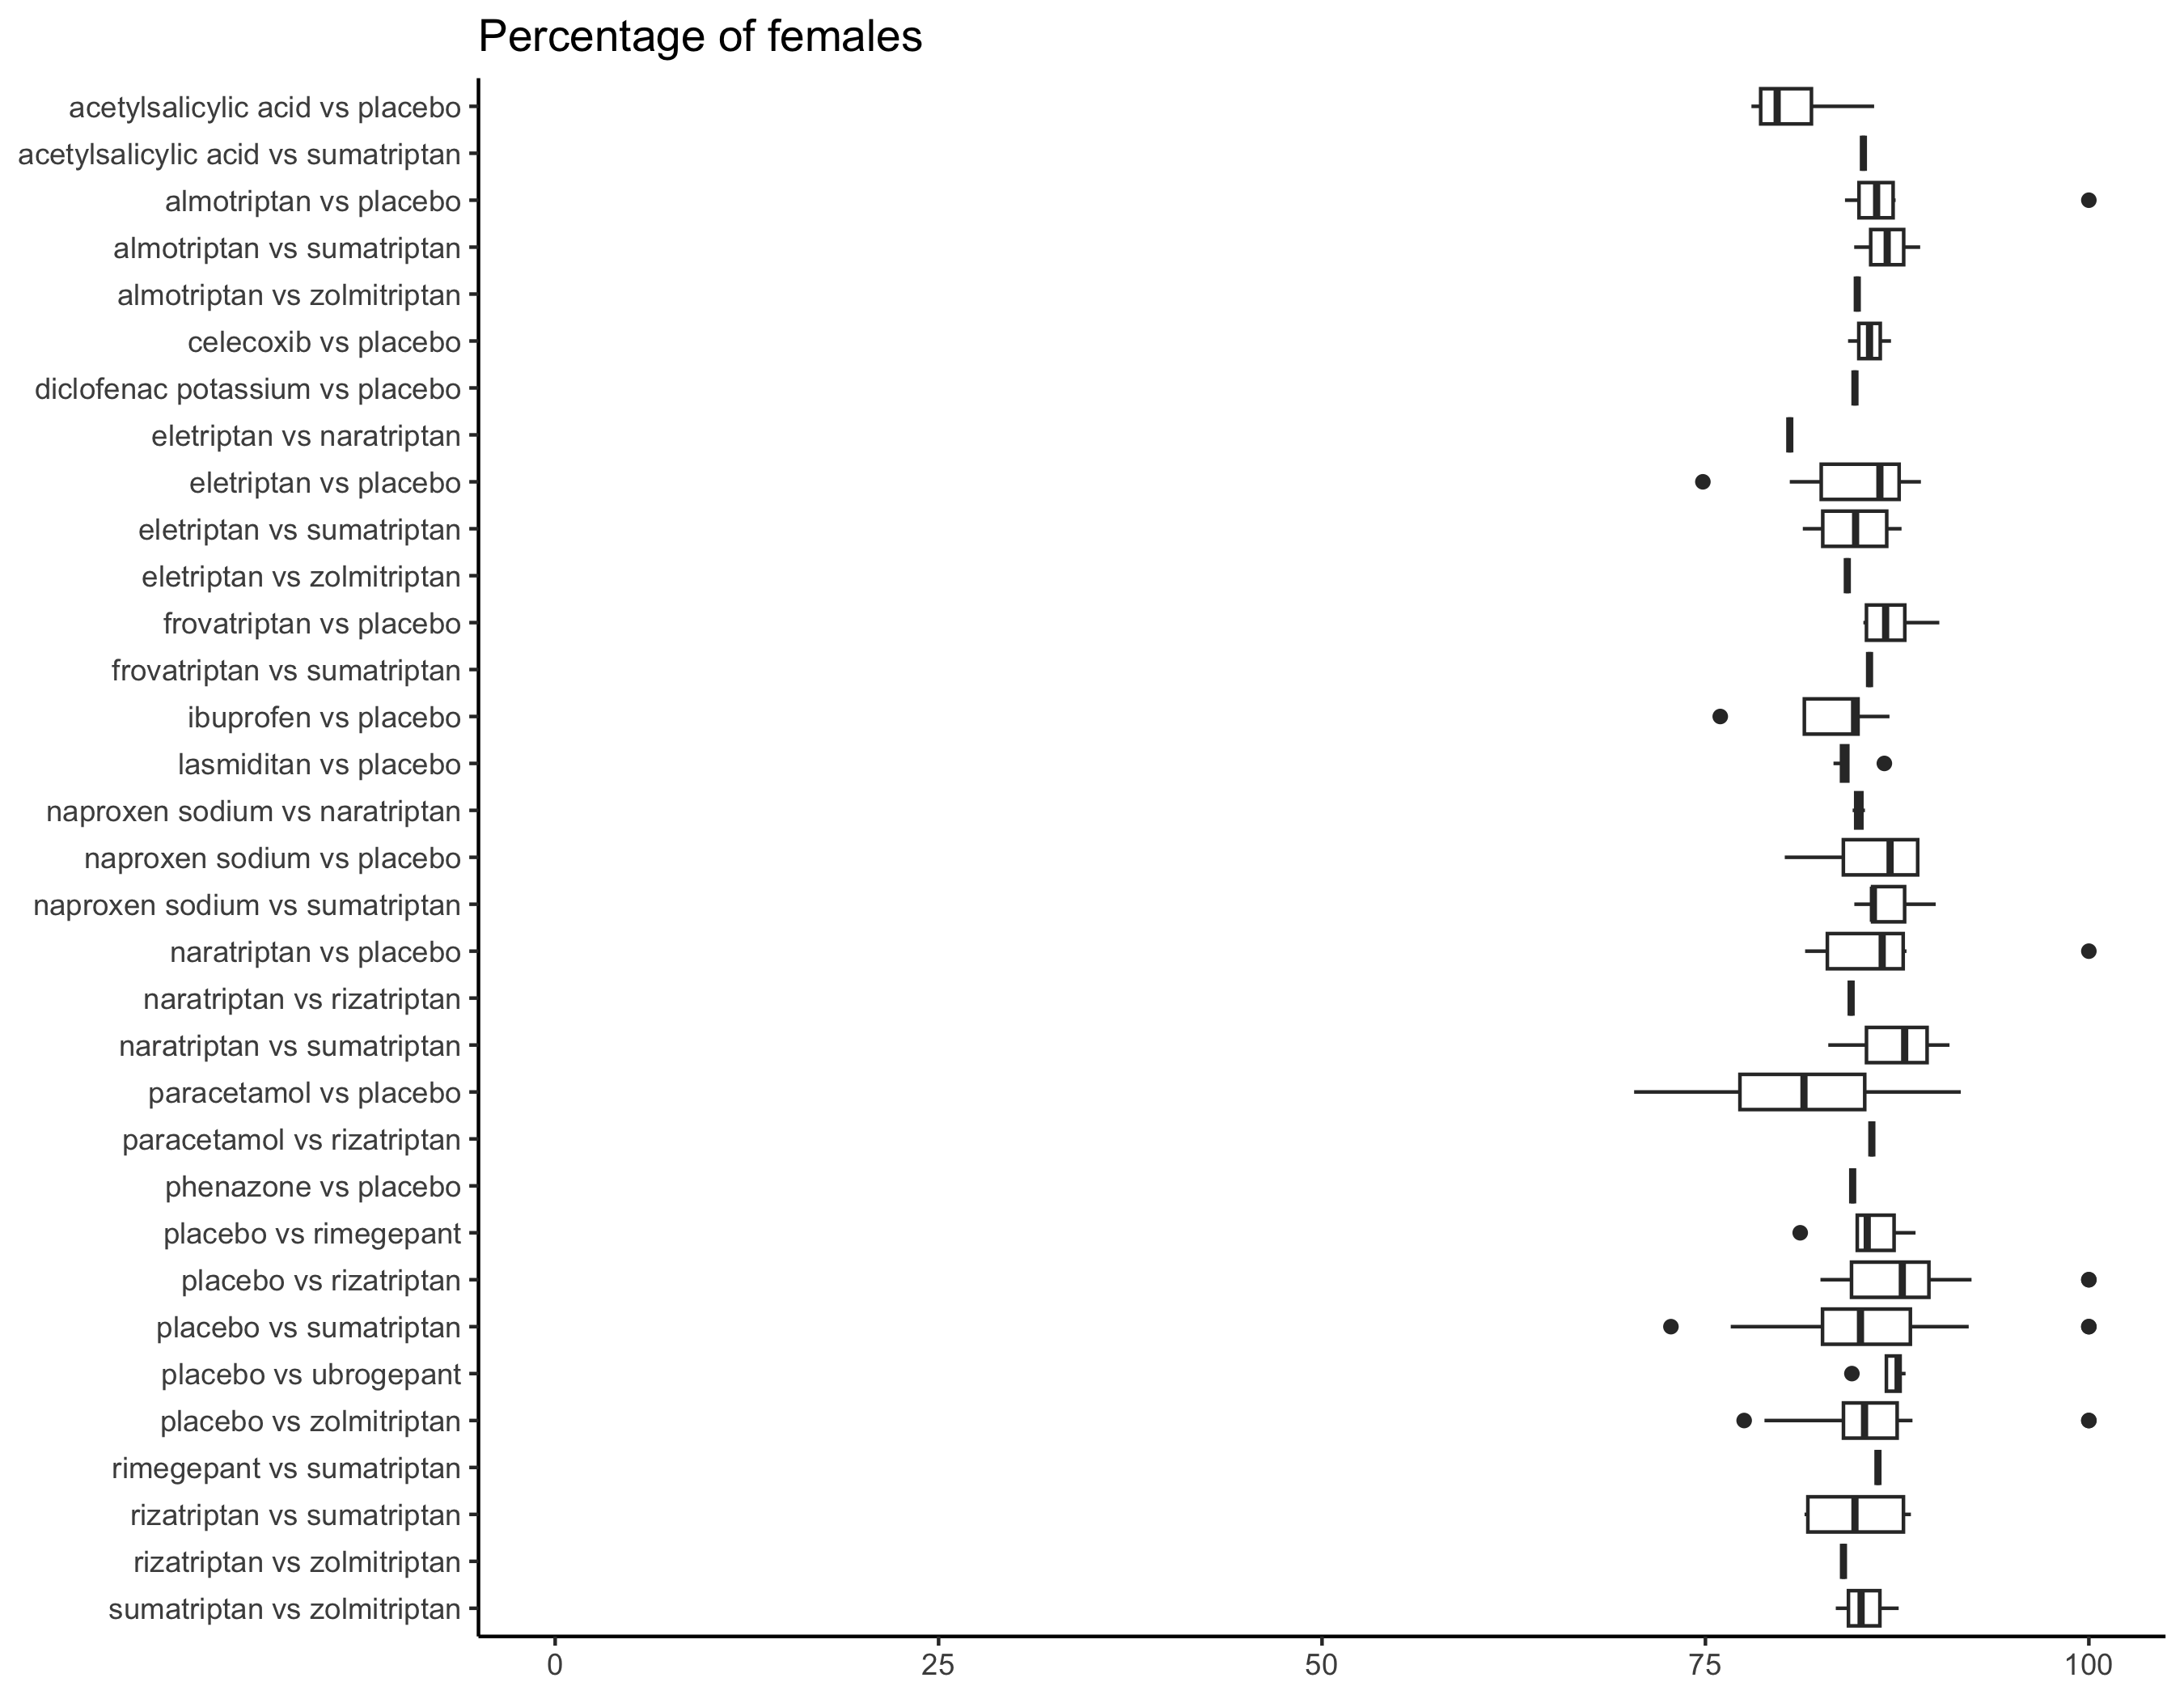 Percentage of females
acetylsalicylic acid vs placebo
acetylsalicylic acid vs sumatriptan
almotriptan vs placebo
almotriptan vs sumatriptan
almotriptan vs zolmitriptan
celecoxib vs placebo
diclofenac potassium vs placebo
eletriptan vs naratriptan
eletriptan vs placebo
eletriptan vs sumatriptan
eletriptan vs zolmitriptan
frovatriptan vs placebo
frovatriptan vs sumatriptan
ibuprofen vs placebo
lasmiditan vs placebo
naproxen sodium vs naratriptan
naproxen sodium vs placebo
naproxen sodium vs sumatriptan
naratriptan vs placebo
naratriptan vs rizatriptan
naratriptan vs sumatriptan
paracetamol vs placebo
paracetamol vs rizatriptan
phenazone vs placebo
placebo vs rimegepant
placebo vs rizatriptan
placebo vs sumatriptan
placebo vs ubrogepant
placebo vs zolmitriptan
rimegepant vs sumatriptan
rizatriptan vs sumatriptan
rizatriptan vs zolmitriptan
sumatriptan vs zolmitriptan
0 25 50 75 100